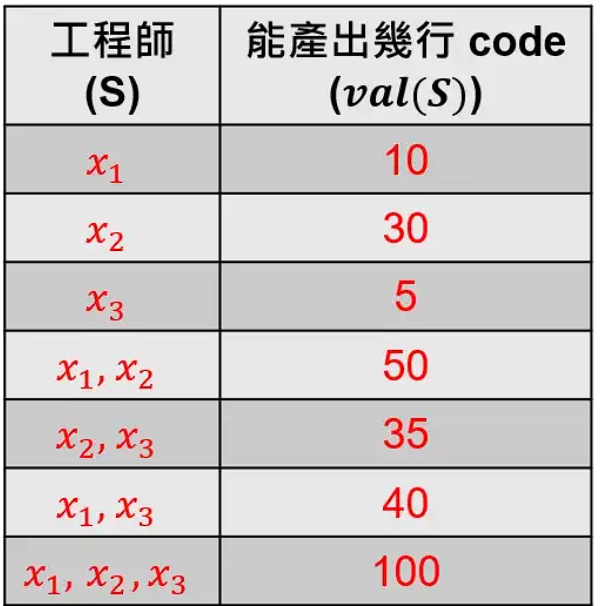 工程師 能產出幾行 code
(S) (val(S))
x₁ 10
x₂ 30
x₃ 5
x₁, x₂ 50
x₂, x₃ 35
x₁, x₃ 40
x₁, x₂, x₃ 100